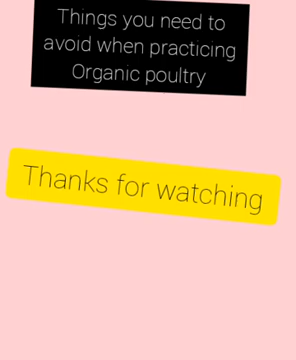 Things you need to
avoid when practicing
Organic poultry
Thanks for watching